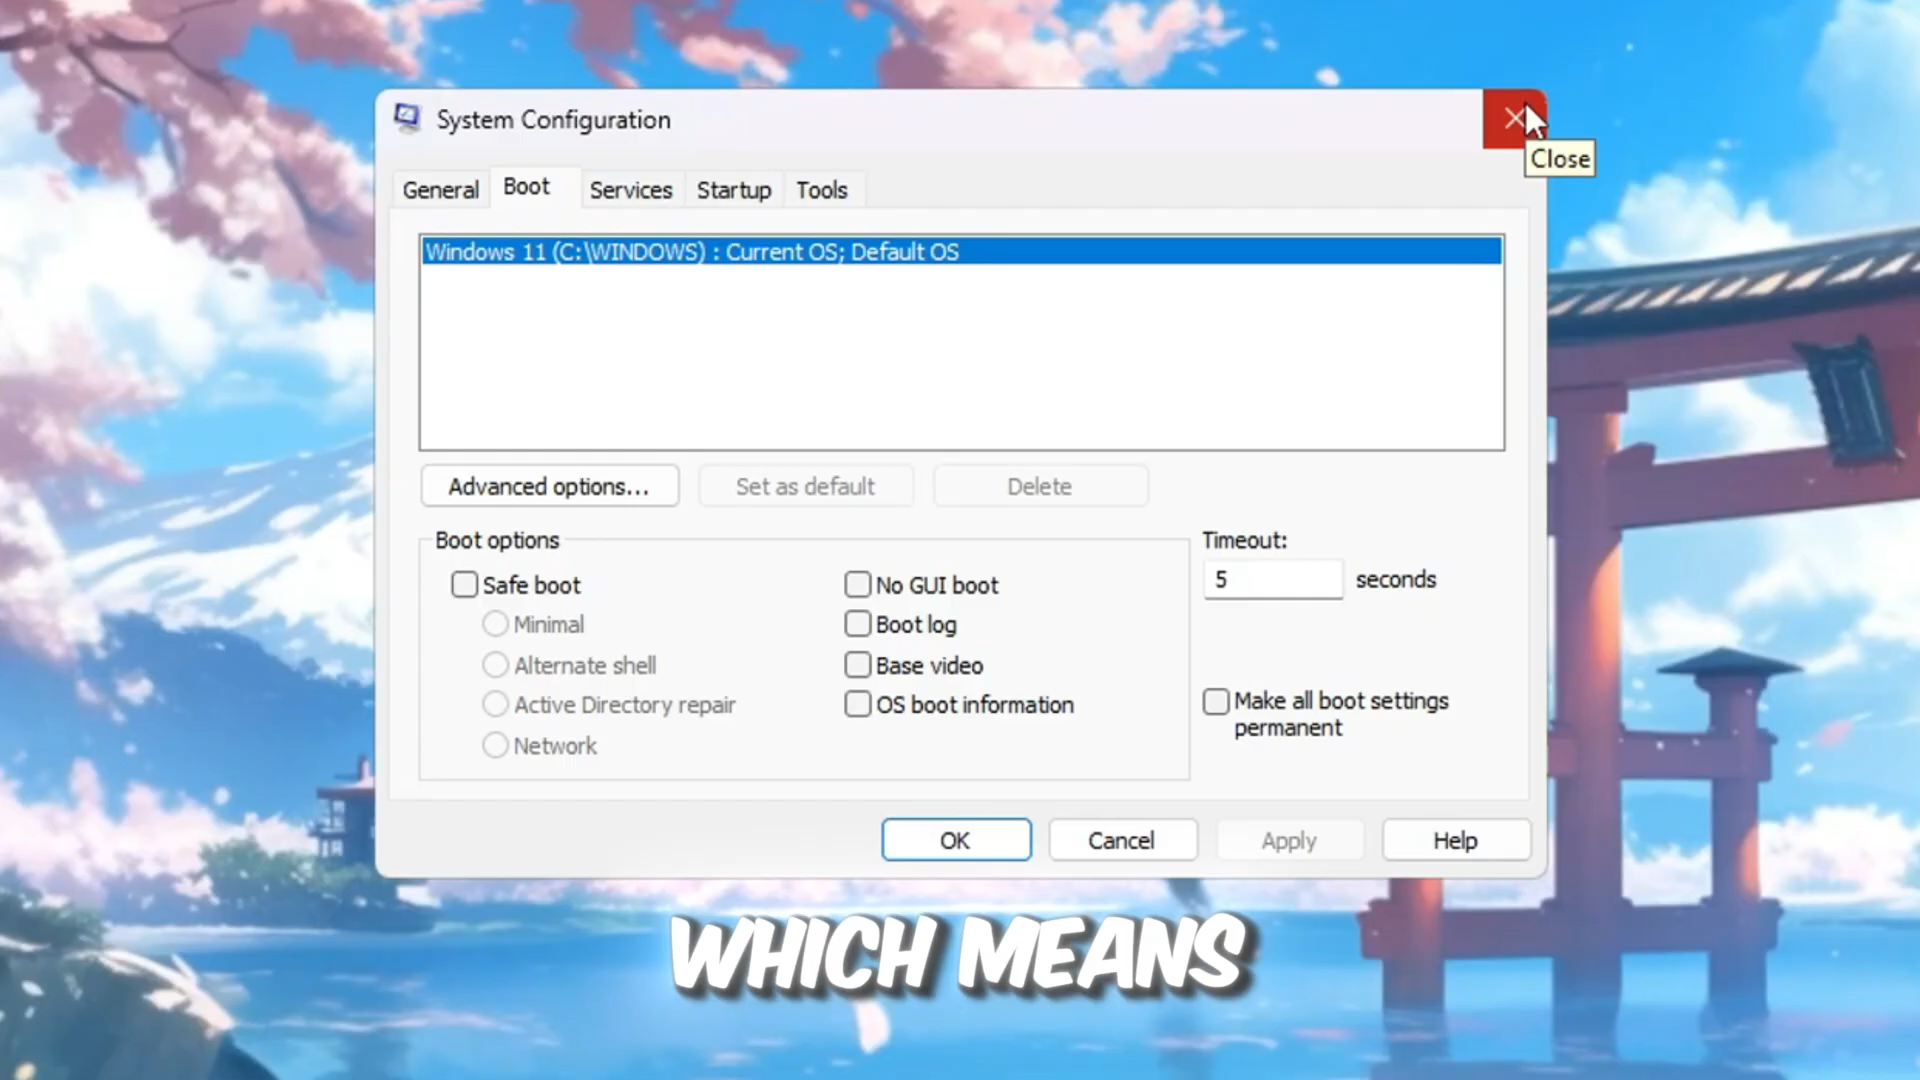 System Configuration
Close
General
Boot
Services
Startup
Tools
Windows 11 (C:\WINDOWS) : Current OS; Default OS
Advanced options...
Set as default
Delete
Boot options
Timeout:
Safe boot
No GUI boot
5 seconds
Minimal
Boot log
Alternate shell
Base video
Active Directory repair
OS boot information
Make all boot settings
permanent
Network
OK
Cancel
Apply
Help
WHICH MEANS